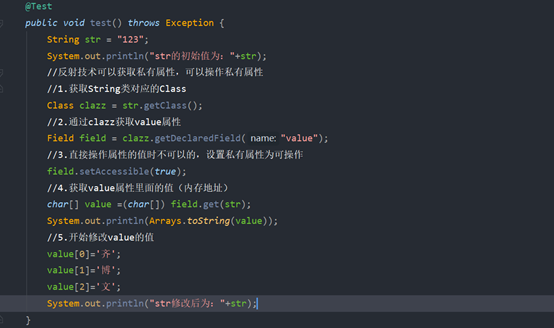 @Test
public void test() throws Exception {
String str = "123";
System.out.println("str的初始值为："+str);
//反射技术可以获取私有属性，可以操作私有属性
//1.获取String类对应的Class
Class clazz = str.getClass();
//2.通过clazz获取value属性
Field field = clazz.getDeclaredField( name: "value");
//3.直接操作属性的值时不可以的，设置私有属性为可操作
field.setAccessible(true);
//4.获取value属性里面的值（内存地址）
char[] value =(char[]) field.get(str);
System.out.println(Arrays.toString(value));
//5.开始修改value的值
value[0]='齐';
value[1]='博';
value[2]='文';
System.out.println("str修改后为："+str);
}